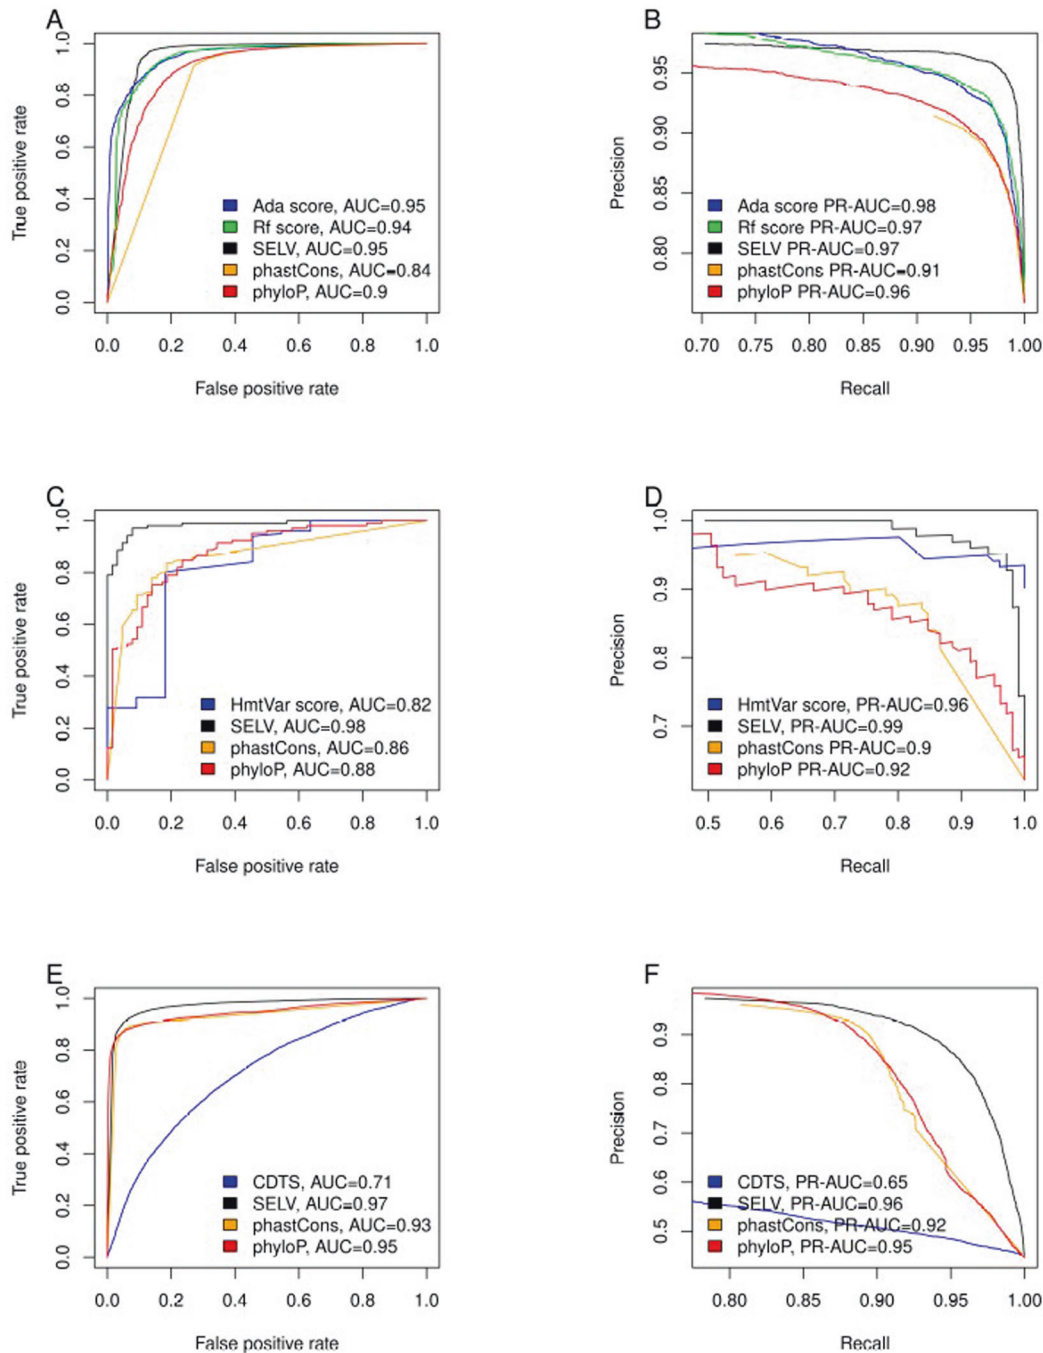 A
True positive rate
0.0 0.2 0.4 0.6 0.8 1.0
Ada score, AUC=0.95
Rf score, AUC=0.94
SELV, AUC=0.95
phastCons, AUC=0.84
phyloP, AUC=0.9
0.0 0.2 0.4 0.6 0.8 1.0
False positive rate
B
Precision
0.80 0.85 0.90 0.95
Ada score PR-AUC=0.98
Rf score PR-AUC=0.97
SELV PR-AUC=0.97
phastCons PR-AUC=0.91
phyloP PR-AUC=0.96
0.70 0.75 0.80 0.85 0.90 0.95 1.00
Recall
C
True positive rate
0.0 0.2 0.4 0.6 0.8 1.0
HmtVar score, AUC=0.82
SELV, AUC=0.98
phastCons, AUC=0.86
phyloP, AUC=0.88
0.0 0.2 0.4 0.6 0.8 1.0
False positive rate
D
Precision
0.7 0.8 0.9 1.0
HmtVar score, PR-AUC=0.96
SELV, PR-AUC=0.99
phastCons PR-AUC=0.9
phyloP PR-AUC=0.92
0.5 0.6 0.7 0.8 0.9 1.0
Recall
E
True positive rate
0.0 0.2 0.4 0.6 0.8 1.0
CDTS, AUC=0.71
SELV, AUC=0.97
phastCons, AUC=0.93
phyloP, AUC=0.95
0.0 0.2 0.4 0.6 0.8 1.0
False positive rate
F
Precision
0.5 0.6 0.7 0.8 0.9
CDTS, PR-AUC=0.65
SELV, PR-AUC=0.96
phastCons, PR-AUC=0.92
phyloP, PR-AUC=0.95
0.80 0.85 0.90 0.95 1.00
Recall